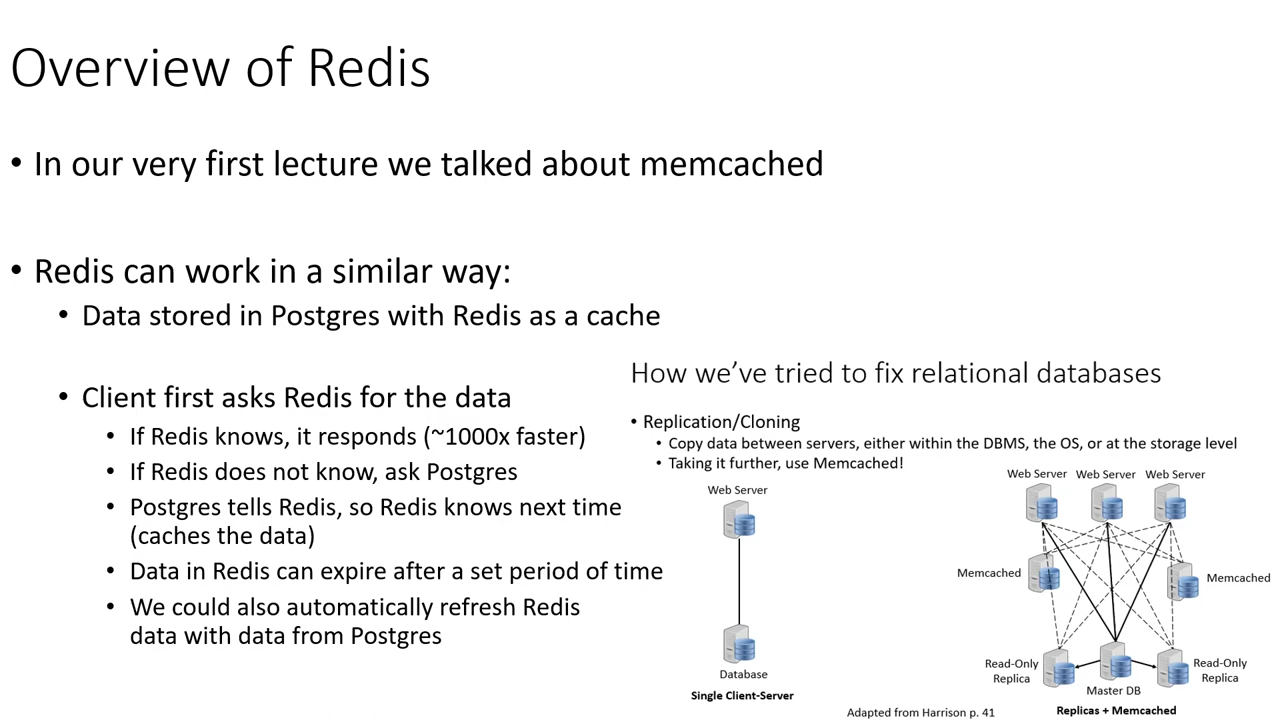 Overview of Redis
• In our very first lecture we talked about memcached
• Redis can work in a similar way:
• Data stored in Postgres with Redis as a cache
• Client first asks Redis for the data
• If Redis knows, it responds (~1000x faster)
• If Redis does not know, ask Postgres
• Postgres tells Redis, so Redis knows next time
(caches the data)
• Data in Redis can expire after a set period of time
• We could also automatically refresh Redis
data with data from Postgres
How we’ve tried to fix relational databases
• Replication/Cloning
• Copy data between servers, either within the DBMS, the OS, or at the storage level
• Taking it further, use Memcached!
Web Server
Database
Single Client-Server
Web Server Web Server Web Server
Memcached
Memcached
Read-Only
Replica
Master DB
Read-Only
Replica
Replicas + Memcached
Adapted from Harrison p. 41